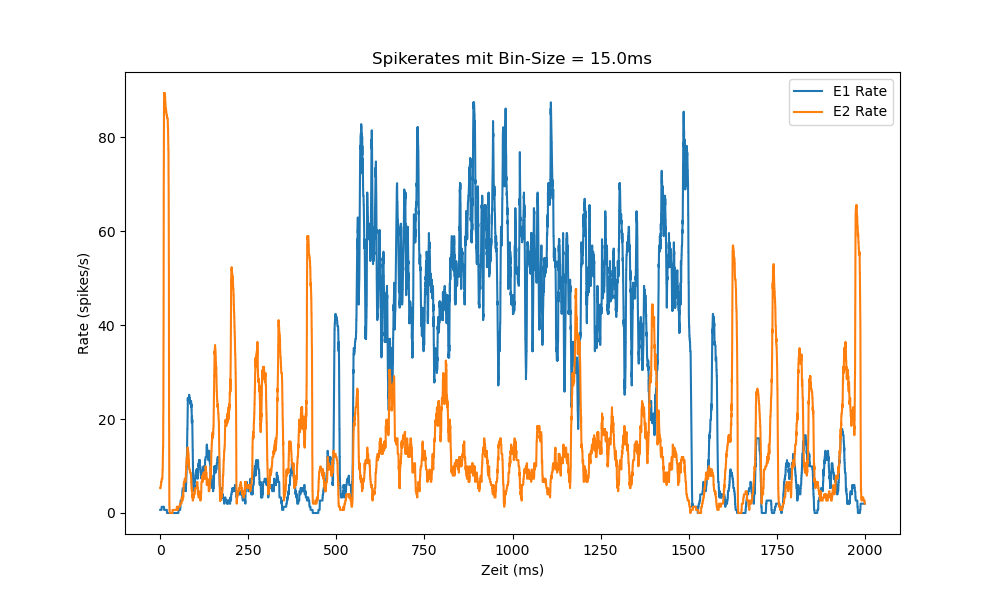 Spikerates mit Bin-Size = 15.0ms
E1 Rate
E2 Rate
80
60
40
20
0
Rate (spikes/s)
0 250 500 750 1000 1250 1500 1750 2000
Zeit (ms)